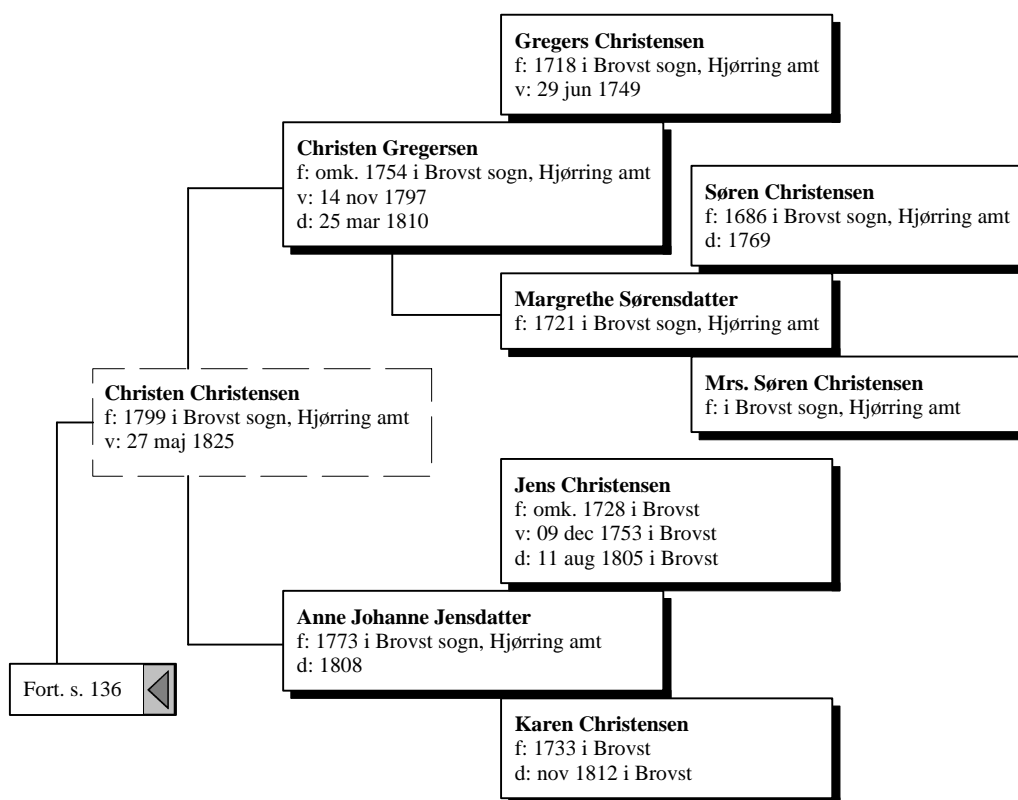 Gregers Christensen
f: 1718 i Brovst sogn, Hjørring amt
v: 29 jun 1749
Christen Gregersen
f: omk. 1754 i Brovst sogn, Hjørring amt
v: 14 nov 1797
d: 25 mar 1810
Søren Christensen
f: 1686 i Brovst sogn, Hjørring amt
d: 1769
Margrethe Sørensdatter
f: 1721 i Brovst sogn, Hjørring amt
Mrs. Søren Christensen
f: i Brovst sogn, Hjørring amt
Christen Christensen
f: 1799 i Brovst sogn, Hjørring amt
v: 27 maj 1825
Jens Christensen
f: omk. 1728 i Brovst
v: 09 dec 1753 i Brovst
d: 11 aug 1805 i Brovst
Anne Johanne Jensdatter
f: 1773 i Brovst sogn, Hjørring amt
d: 1808
Fort. s. 136
Karen Christensen
f: 1733 i Brovst
d: nov 1812 i Brovst